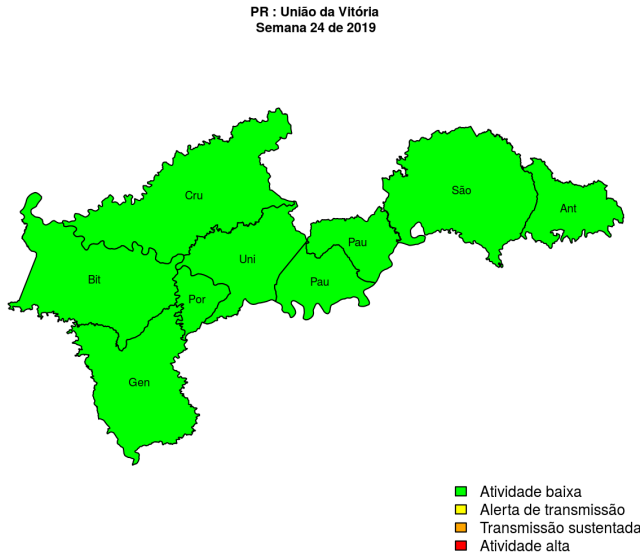 PR : União da Vitória
Semana 24 de 2019
Cru
São
Ant
Pau
Uni
Bit
Pau
Por
Gen
Atividade baixa
Alerta de transmissão
Transmissão sustentada
Atividade alta